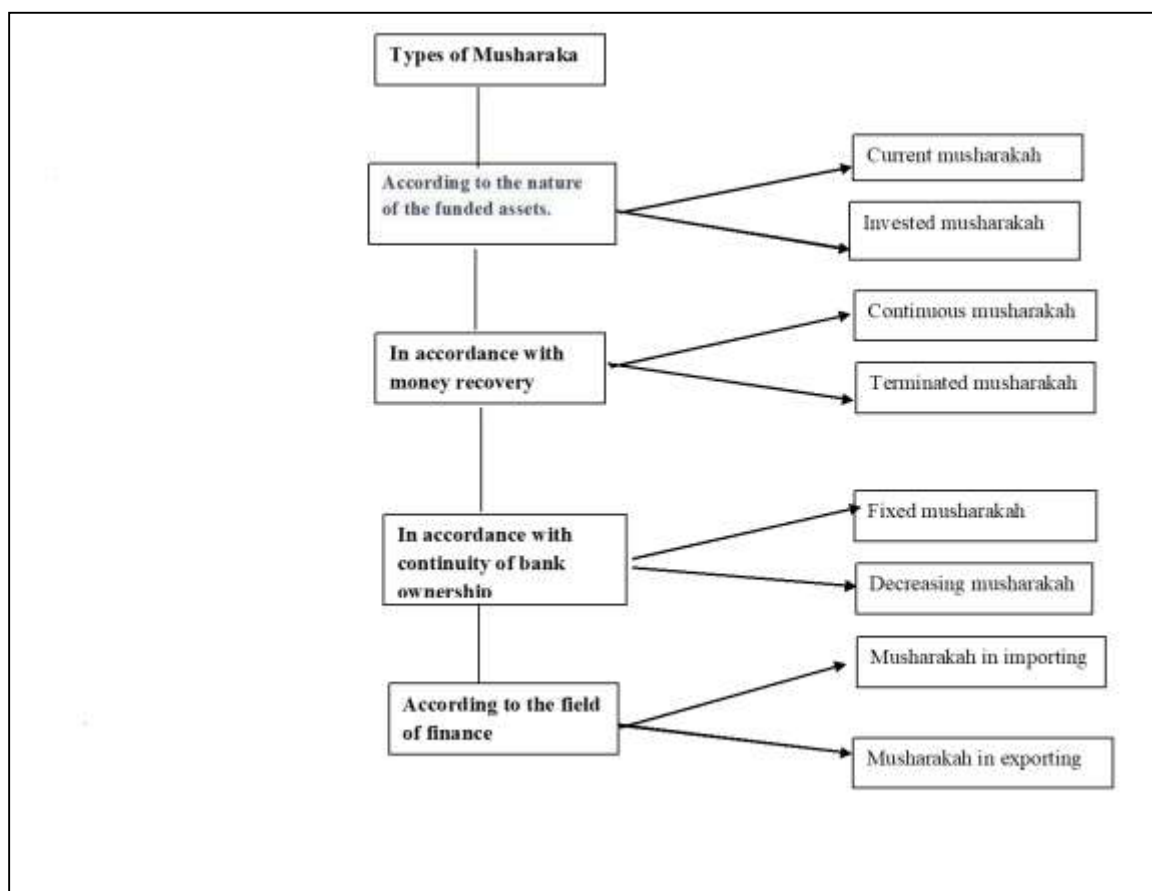 Types of Musharaka
According to the nature
of the funded assets.
Current musharakah
Invested musharakah
In accordance with
money recovery
Continuous musharakah
Terminated musharakah
In accordance with
continuity of bank
ownership
Fixed musharakah
Decreasing musharakah
According to the field
of finance
Musharakah in importing
Musharakah in exporting